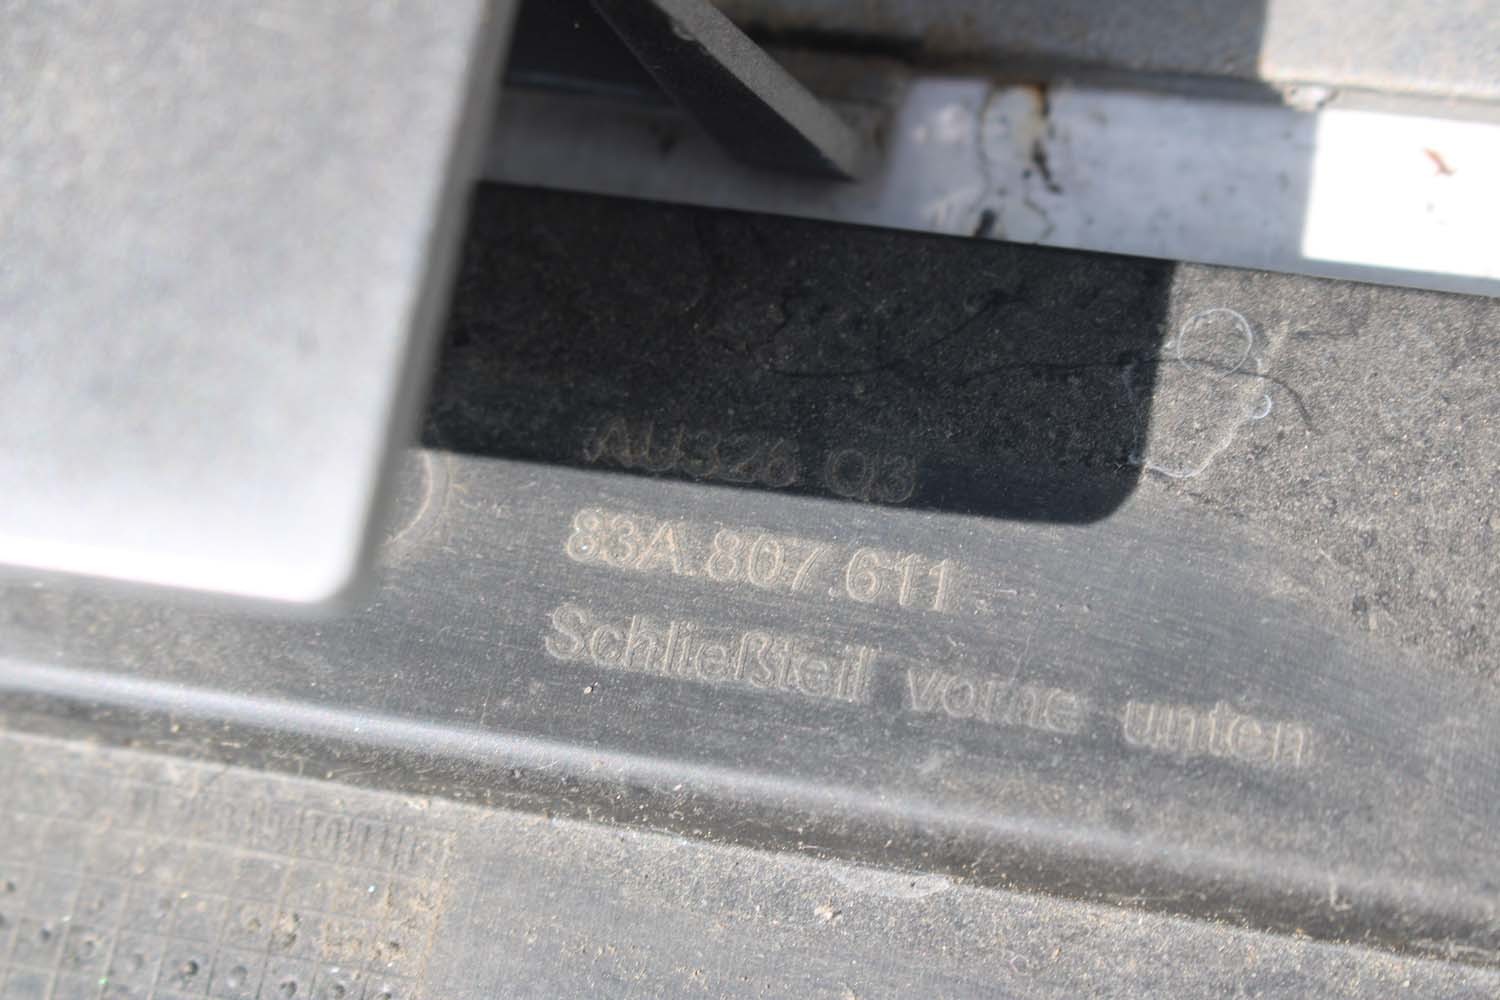 AU326 Q3
83A.807.611
Schließteil vorne unten